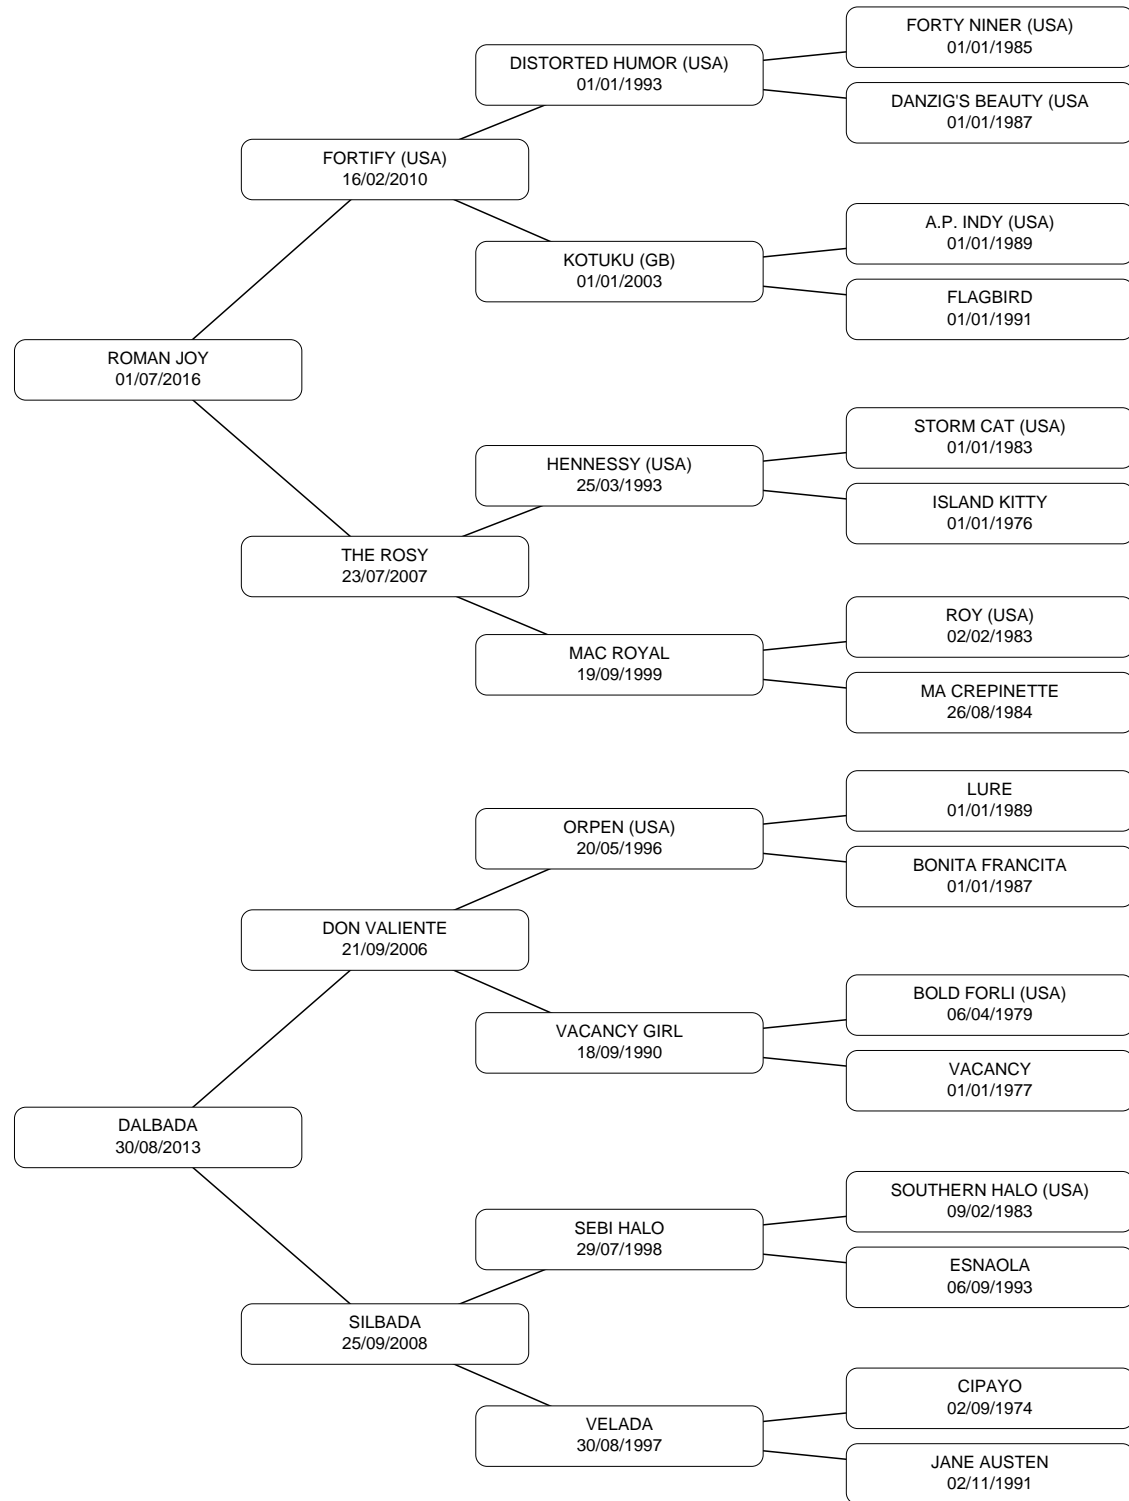 FORTY NINER (USA)
01/01/1985
DISTORTED HUMOR (USA)
01/01/1993
DANZIG'S BEAUTY (USA
01/01/1987
FORTIFY (USA)
16/02/2010
A.P. INDY (USA)
01/01/1989
KOTUKU (GB)
01/01/2003
FLAGBIRD
01/01/1991
ROMAN JOY
01/07/2016
STORM CAT (USA)
01/01/1983
HENNESSY (USA)
25/03/1993
ISLAND KITTY
01/01/1976
THE ROSY
23/07/2007
ROY (USA)
02/02/1983
MAC ROYAL
19/09/1999
MA CREPINETTE
26/08/1984
LURE
01/01/1989
ORPEN (USA)
20/05/1996
BONITA FRANCITA
01/01/1987
DON VALIENTE
21/09/2006
BOLD FORLI (USA)
06/04/1979
VACANCY GIRL
18/09/1990
VACANCY
01/01/1977
DALBADA
30/08/2013
SOUTHERN HALO (USA)
09/02/1983
SEBI HALO
29/07/1998
ESNAOLA
06/09/1993
SILBADA
25/09/2008
CIPAYO
02/09/1974
VELADA
30/08/1997
JANE AUSTEN
02/11/1991